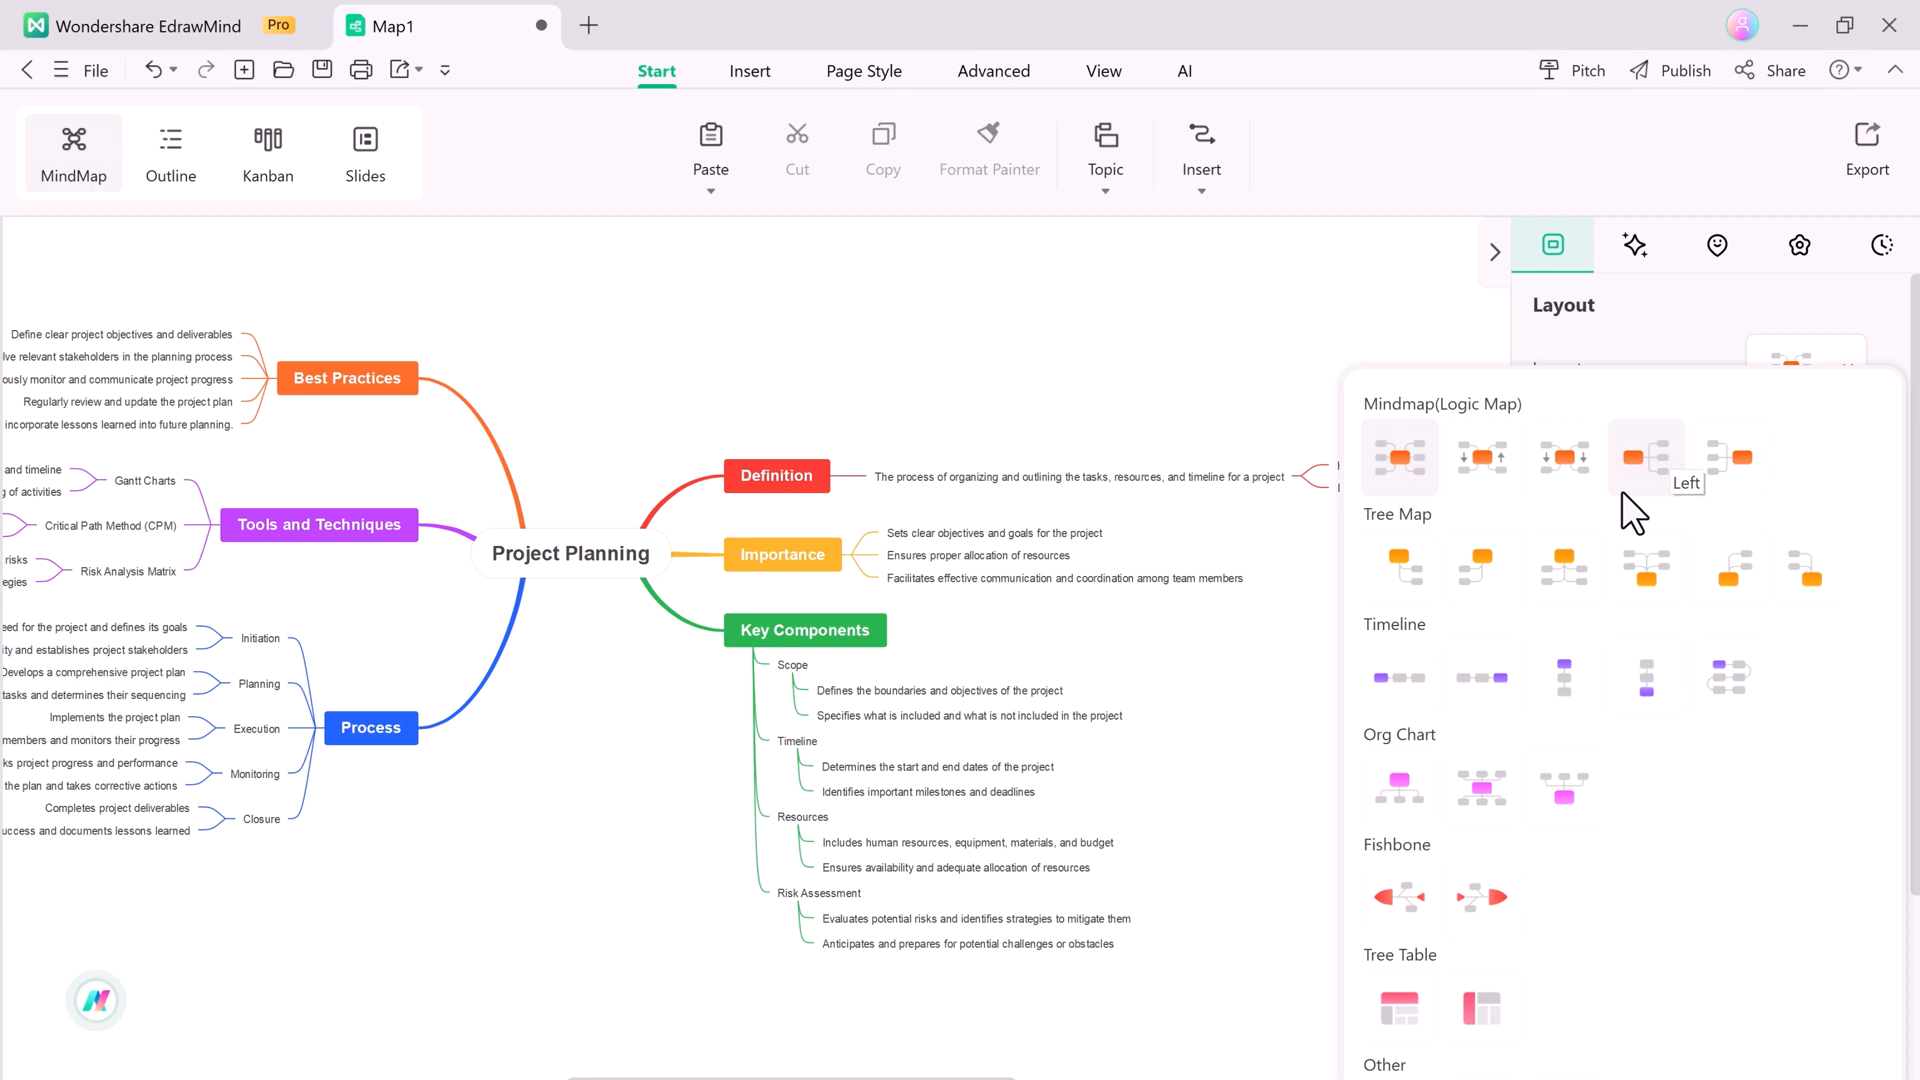 Wondershare EdrawMind Pro
Map1
File
Start
Insert
Page Style
Advanced
View
AI
Pitch
Publish
Share
MindMap
Outline
Kanban
Slides
Paste
Cut
Copy
Format Painter
Topic
Insert
Export
Define clear project objectives and deliverables
relevant stakeholders in the planning process
monitor and communicate project progress
Regularly review and update the project plan
incorporate lessons learned into future planning.
Best Practices
and timeline
of activities
Gantt Charts
Critical Path Method (CPM)
risks
Risk Analysis Matrix
Tools and Techniques
for the project and defines its goals
and establishes project stakeholders
Initiation
Develops a comprehensive project plan
tasks and determines their sequencing
Planning
Implements the project plan
members and monitors their progress
Execution
project progress and performance
the plan and takes corrective actions
Monitoring
Completes project deliverables
and documents lessons learned
Closure
Process
Project Planning
Definition
The process of organizing and outlining the tasks, resources, and timeline for a project
Importance
Sets clear objectives and goals for the project
Ensures proper allocation of resources
Facilitates effective communication and coordination among team members
Key Components
Scope
Defines the boundaries and objectives of the project
Specifies what is included and what is not included in the project
Timeline
Determines the start and end dates of the project
Identifies important milestones and deadlines
Resources
Includes human resources, equipment, materials, and budget
Ensures availability and adequate allocation of resources
Risk Assessment
Evaluates potential risks and identifies strategies to mitigate them
Anticipates and prepares for potential challenges or obstacles
Layout
Mindmap(Logic Map)
Left
Tree Map
Timeline
Org Chart
Fishbone
Tree Table
Other